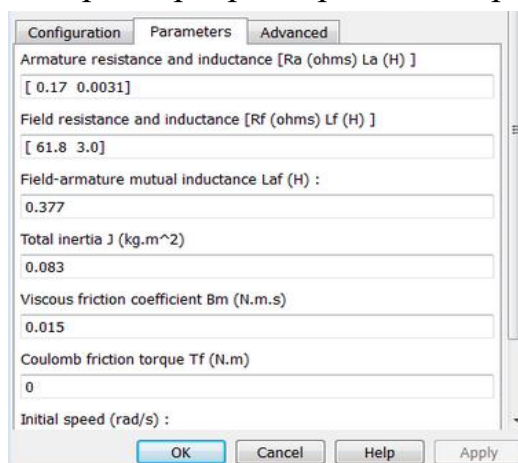 Configuration Parameters Advanced
Armature resistance and inductance [Ra (ohms) La (H) ]
[ 0.17 0.0031]
Field resistance and inductance [Rf (ohms) Lf (H) ]
[ 61.8 3.0]
Field-armature mutual inductance Laf (H) :
0.377
Total inertia J (kg.m^2)
0.083
Viscous friction coefficient Bm (N.m.s)
0.015
Coulomb friction torque Tf (N.m)
0
Initial speed (rad/s) :
OK Cancel Help Apply